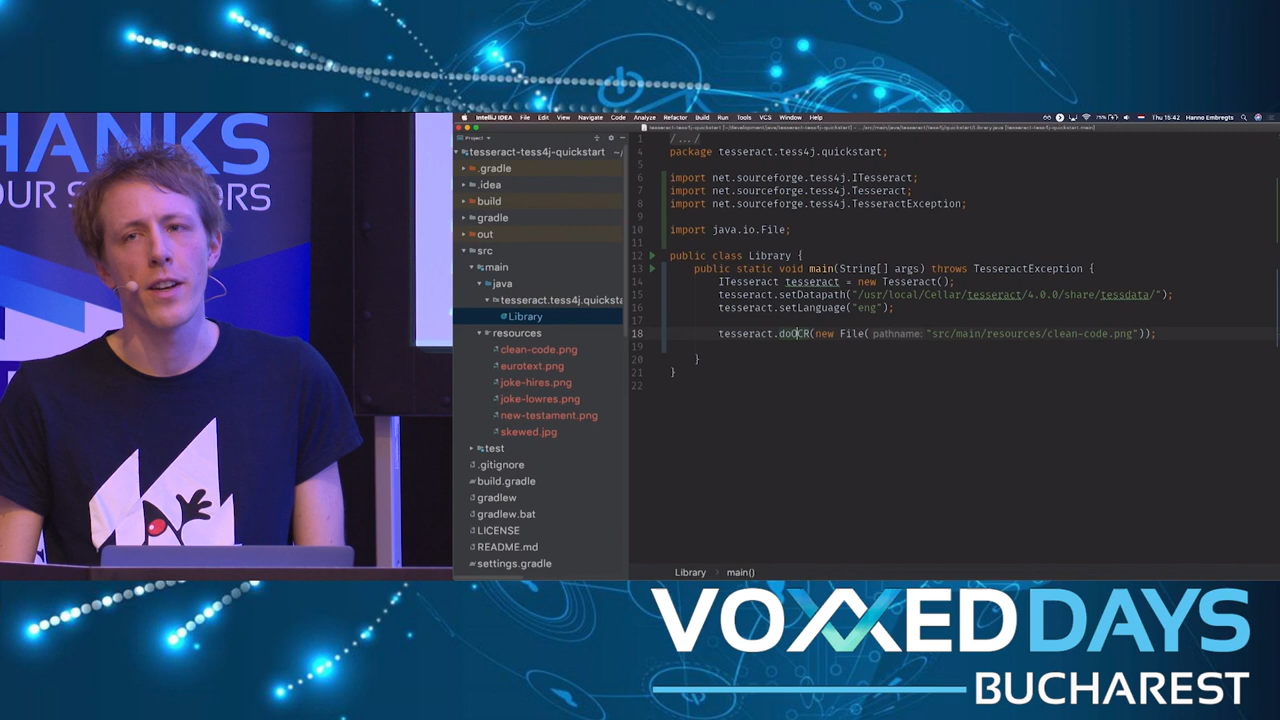 HANKS
OUR S RS
IntelliJ IDEA File Edit View Navigate Code Analyze Refactor Build Run Tools VCS Window Help
75% Thu 15:42 Hanno Embregts
tesseract-tess4j-quickstart
Project
tesseract-tess4j-quickstart
.gradle
.idea
build
gradle
out
src
main
java
tesseract.tess4j.quicksta
Library
resources
clean-code.png
eurotext.png
joke-hires.png
joke-lowres.png
new-testament.png
skewed.jpg
test
.gitignore
build.gradle
gradlew
gradlew.bat
LICENSE
README.md
settings.gradle
1 /.../
4 package tesseract.tess4j.quickstart;
5
6 import net.sourceforge.tess4j.ITesseract;
7 import net.sourceforge.tess4j.Tesseract;
8 import net.sourceforge.tess4j.TesseractException;
9
10 import java.io.File;
11
12 public class Library {
13 public static void main(String[] args) throws TesseractException {
14 ITesseract tesseract = new Tesseract();
15 tesseract.setDatapath("/usr/local/Cellar/tesseract/4.0.0/share/tessdata/");
16 tesseract.setLanguage("eng");
17
18 tesseract.doOCR(new File( pathname: "src/main/resources/clean-code.png"));
19
20 }
21 }
22
Library > main()
VOXXED DAYS
BUCHAREST